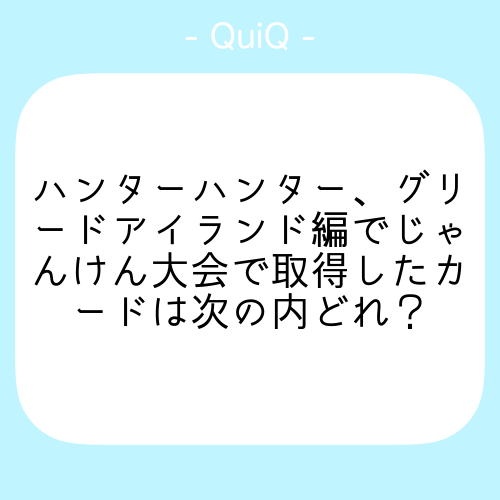 - QuiQ -
ハンターハンター、グリ
ードアイランド編でじゃ
んけん大会で取得したカ
ードは次の内どれ？